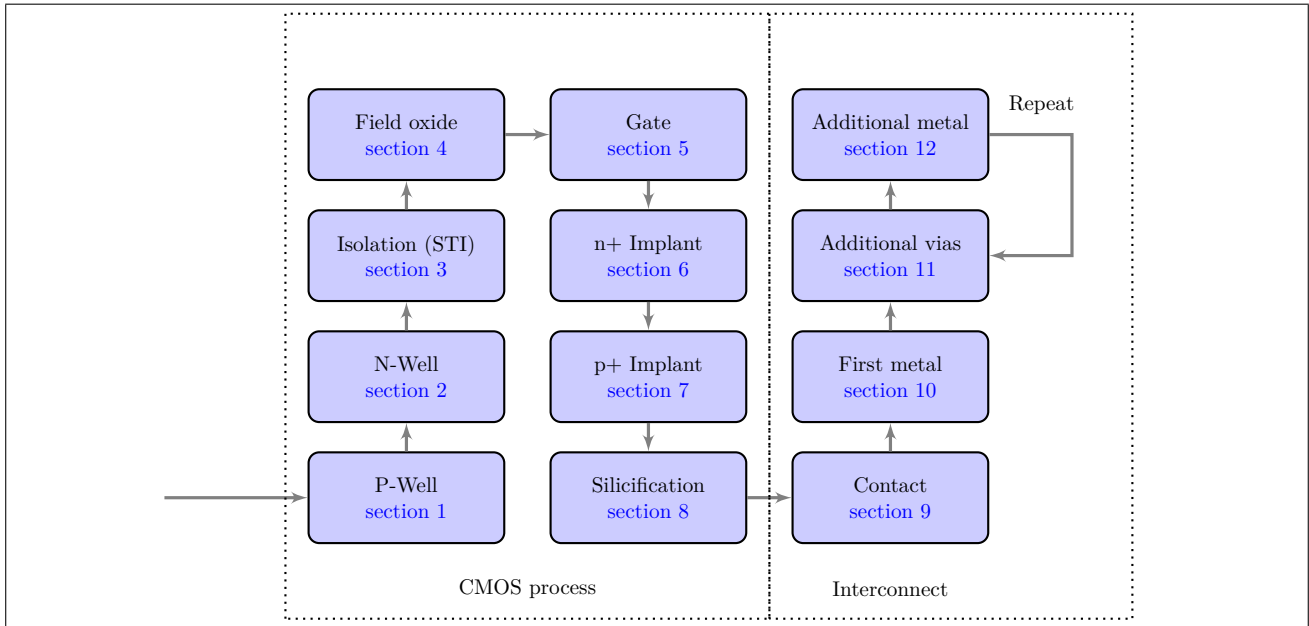 Field oxide
section 4
Gate
section 5
Additional metal
section 12
Repeat
Isolation (STI)
section 3
n+ Implant
section 6
Additional vias
section 11
N-Well
section 2
p+ Implant
section 7
First metal
section 10
P-Well
section 1
Silicification
section 8
Contact
section 9
CMOS process
Interconnect